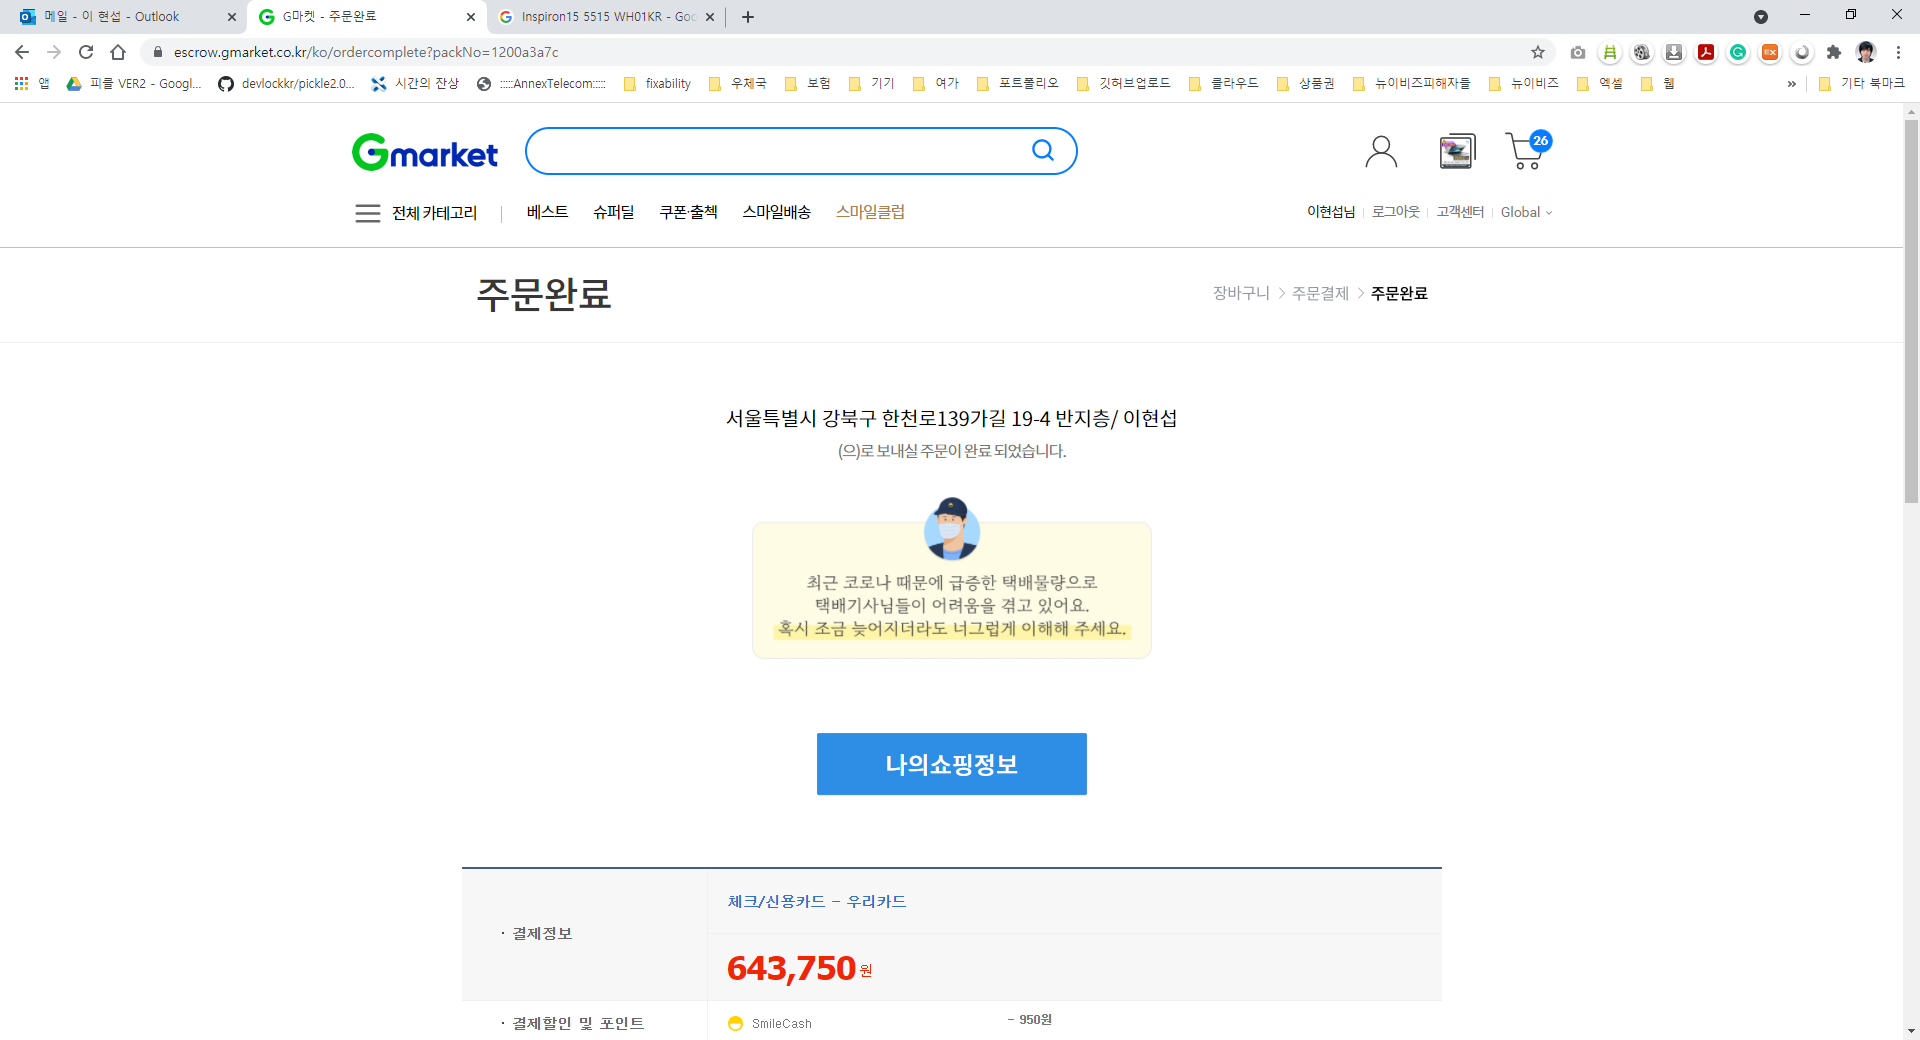 메일 - 이 현섭 - Outlook
G마켓 - 주문완료
Inspiron15 5515 WH01KR - Goo
escrow.gmarket.co.kr/ko/ordercomplete?packNo=1200a3a7c
앱
피클 VER2 - Googl...
devlockkr/pickle2.0...
시간의 잔상
:::::AnnexTelecom:::::
fixability
우체국
보험
기기
여가
포트폴리오
깃허브업로드
클라우드
상품권
뉴이비즈피해자들
뉴이비즈
엑셀
웹
»
기타 북마크
Gmarket
26
전체 카테고리
베스트
슈퍼딜
쿠폰·출첵
스마일배송
스마일클럽
이현섭님
로그아웃
고객센터
Global
주문완료
장바구니 > 주문결제 > 주문완료
서울특별시 강북구 한천로139가길 19-4 반지층/ 이현섭
(으)로 보내실 주문이 완료 되었습니다.
최근 코로나 때문에 급증한 택배물량으로
택배기사님들이 어려움을 겪고 있어요.
혹시 조금 늦어지더라도 너그럽게 이해해 주세요.
나의쇼핑정보
체크/신용카드 - 우리카드
· 결제정보
643,750원
· 결제할인 및 포인트
SmileCash
- 950원